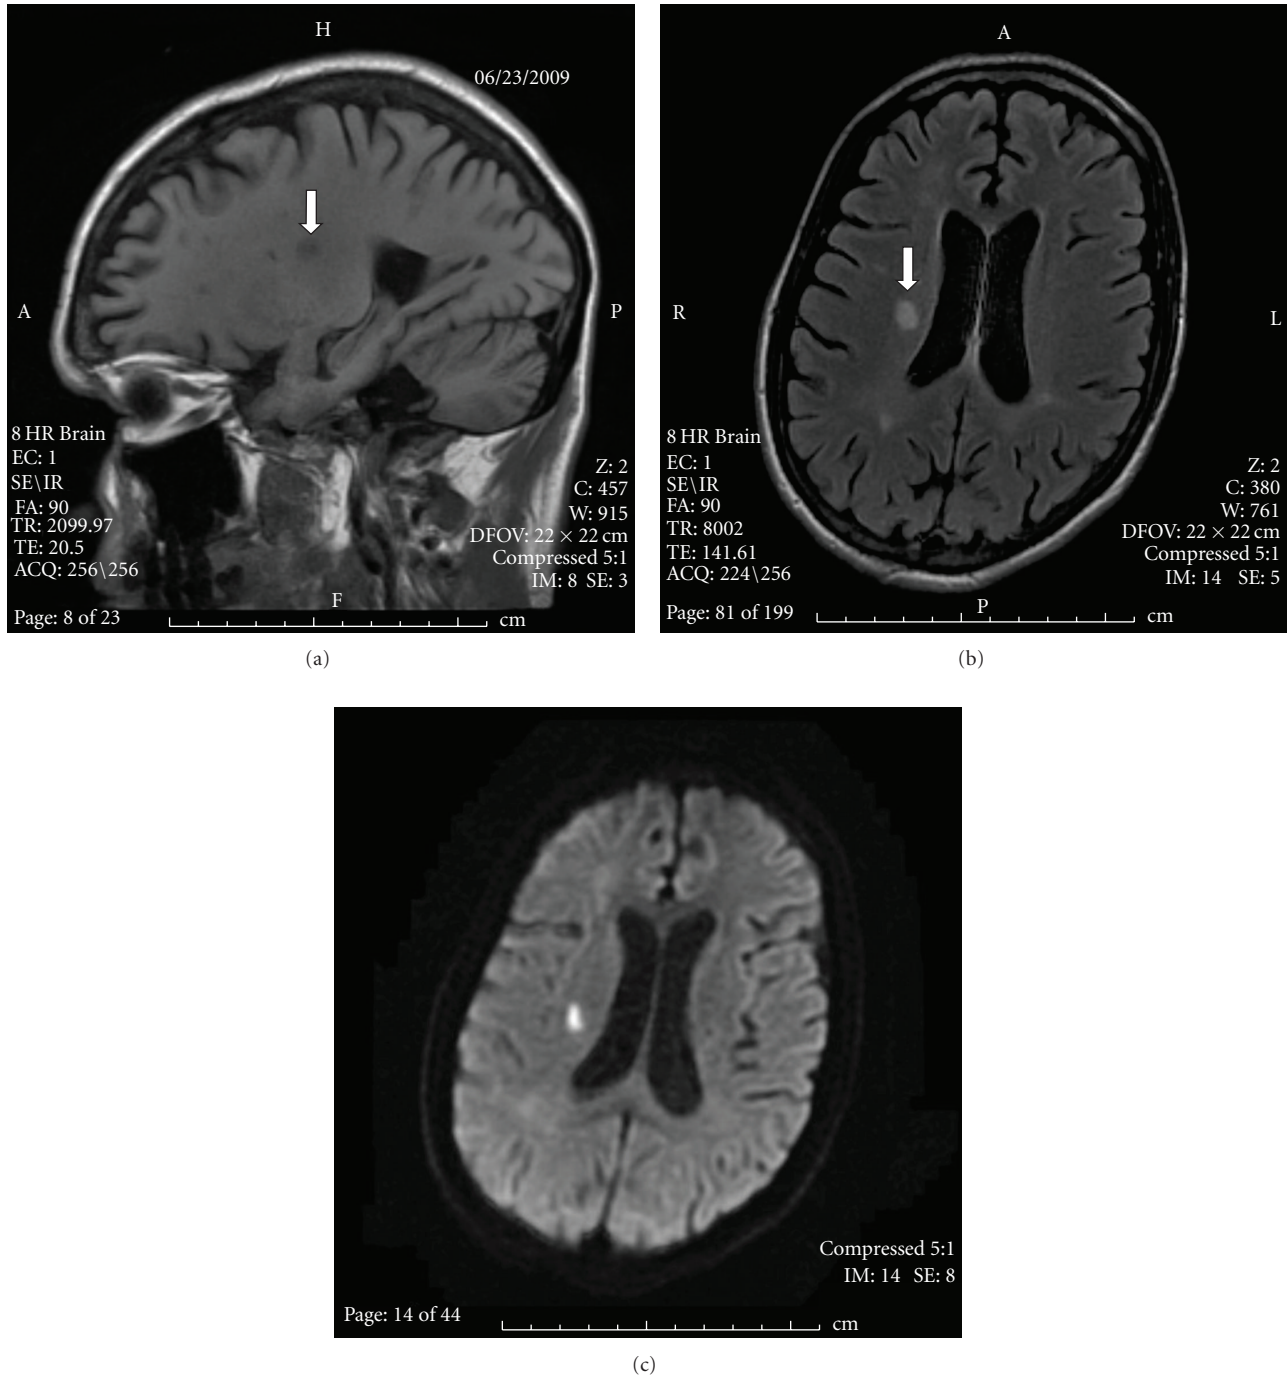 H
06/23/2009
A
P
8 HR Brain
EC: 1
SE\IR
FA: 90
TR: 2099.97
TE: 20.5
ACQ: 256\256
Z: 2
C: 457
W: 915
DFOV: 22 × 22 cm
Compressed 5:1
IM: 8 SE: 3
F
Page: 8 of 23
cm
(a)
A
R
L
8 HR Brain
EC: 1
SE\IR
FA: 90
TR: 8002
TE: 141.61
ACQ: 224\256
Z: 2
C: 380
W: 761
DFOV: 22 × 22 cm
Compressed 5:1
IM: 14 SE: 5
P
Page: 81 of 199
cm
(b)
Compressed 5:1
IM: 14 SE: 8
Page: 14 of 44
cm
(c)